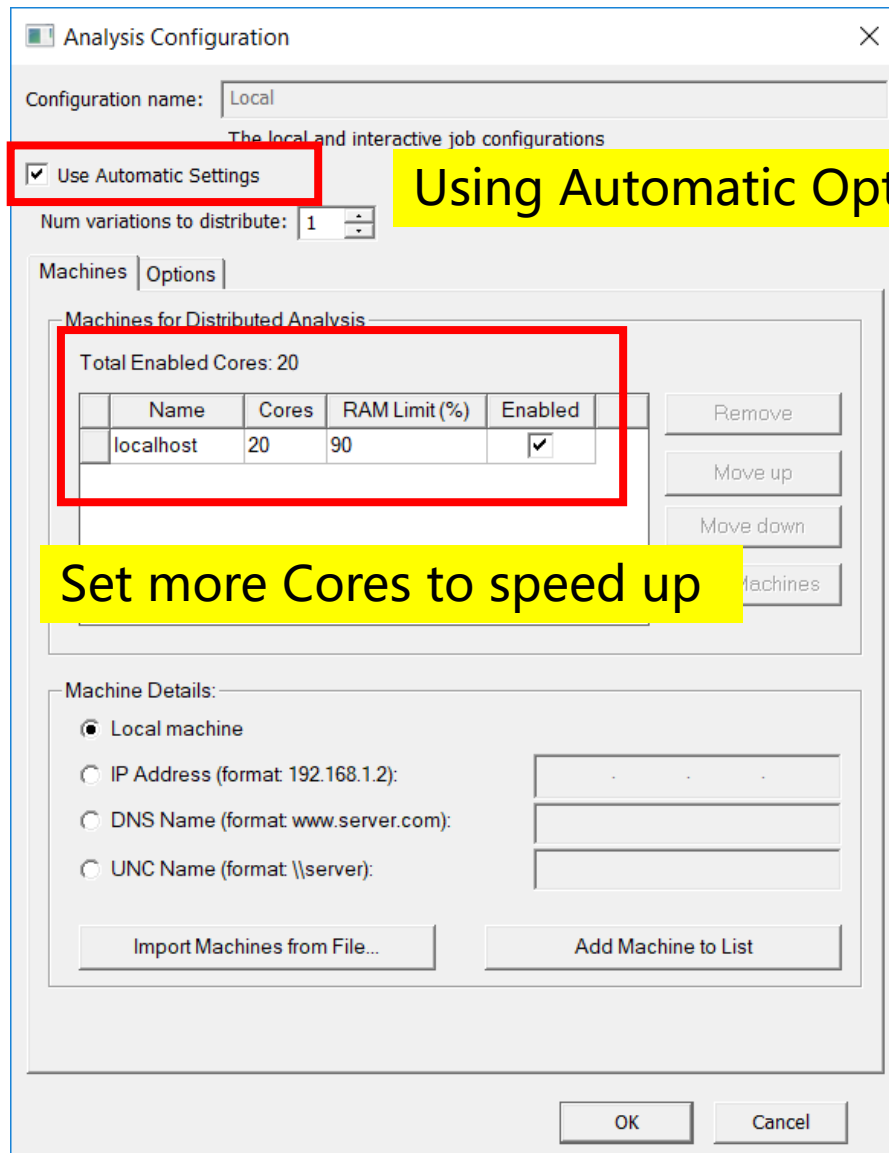 Analysis Configuration
Configuration name: Local
The local and interactive job configurations
Use Automatic Settings
Using Automatic Opt
Num variations to distribute: 1
Machines Options
Machines for Distributed Analysis
Total Enabled Cores: 20
Name Cores RAM Limit (%) Enabled
localhost 20 90
Remove
Move up
Move down
Set more Cores to speed up
Machines
Machine Details:
Local machine
IP Address (format: 192.168.1.2):
DNS Name (format: www.server.com):
UNC Name (format: \\server):
Import Machines from File... Add Machine to List
OK Cancel